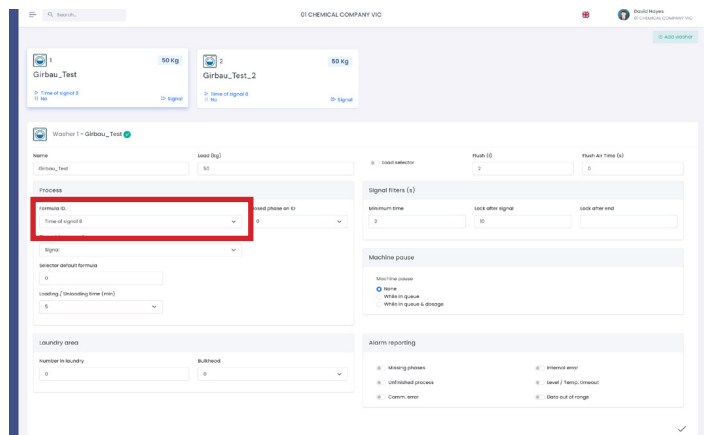 Search...
01 CHEMICAL COMPANY VIC
David Hayes
01 CHEMICAL COMPANY VIC
Add washer
1
50 Kg
Girbau_Test
Time of signal 8
No
Signal
2
50 Kg
Girbau_Test_2
Time of signal 8
No
Signal
Washer 1 - Girbau_Test
Name
Load (kg)
Load selector
Flush (l)
Flush Air Time (s)
Girbau_Test
50
2
0
Process
Signal filters (s)
Formula ID.
phase on ID
Minimum time
Lock after signal
Lock after end
Time of signal 8
0
2
10
Signal
Machine pause
Selector default formula
0
Machine pause
None
While in queue
While in queue & dosage
Loading / Unloading time (min)
5
Laundry area
Alarm reporting
Number in laundry
Bulkhead
0
0
Missing phases
Internal error
Unfinished process
Level / Temp. timeout
Comm. error
Data out of range